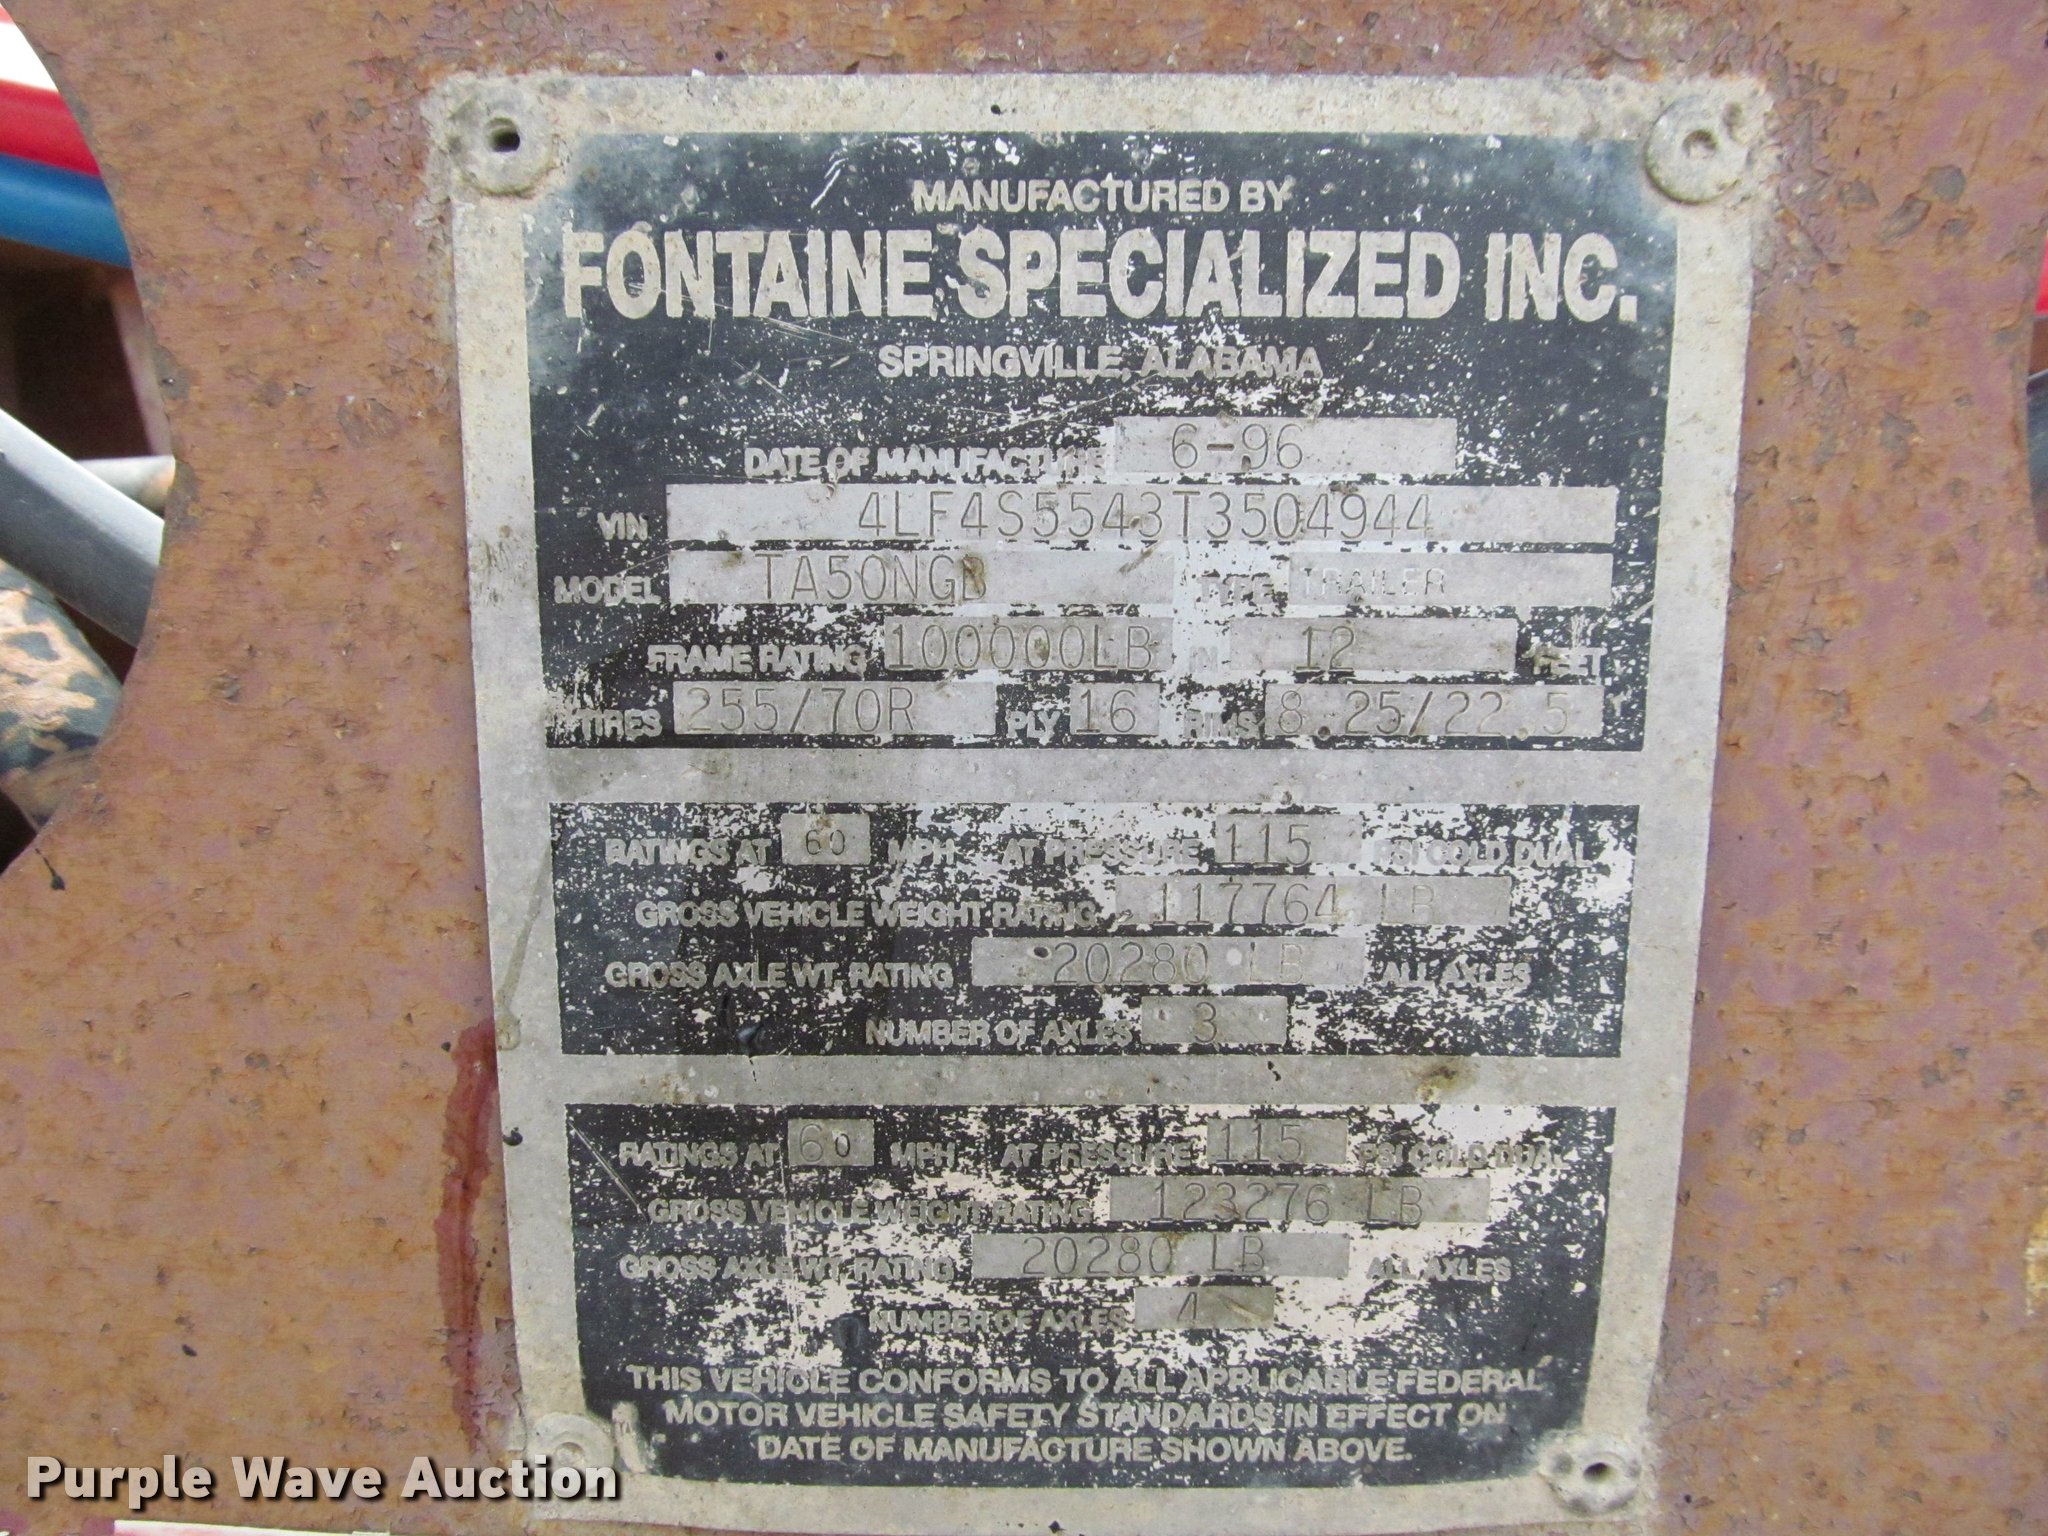 MANUFACTURED BY
FONTAINE SPECIALIZED INC.
SPRINGVILLE, ALABAMA
DATE OF MANUFACTURE 6-96
VIN 4LF4S5543T3504944
MODEL TA50NGB TYPE TRAILER
FRAME RATING 100000LB IN 12 FEET
TIRES 255/70R PLY 16 RIMS 8.25/22.5
RATINGS AT 60 MPH AT PRESSURE 115 PSI COLD DUAL
GROSS VEHICLE WEIGHT RATING 117764 LB
GROSS AXLE WT. RATING 20280 LB ALL AXLES
NUMBER OF AXLES 3
RATINGS AT 60 MPH AT PRESSURE 115 PSI COLD DUAL
GROSS VEHICLE WEIGHT RATING 123276 LB
GROSS AXLE WT. RATING 20280 LB ALL AXLES
NUMBER OF AXLES 4
THIS VEHICLE CONFORMS TO ALL APPLICABLE FEDERAL
MOTOR VEHICLE SAFETY STANDARDS IN EFFECT ON
DATE OF MANUFACTURE SHOWN ABOVE.
Purple Wave Auction